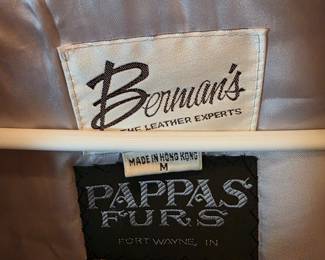 Berman's
THE LEATHER EXPERTS
MADE IN HONG KONG
M
PAPPAS
FURS
FORT WAYNE, IN